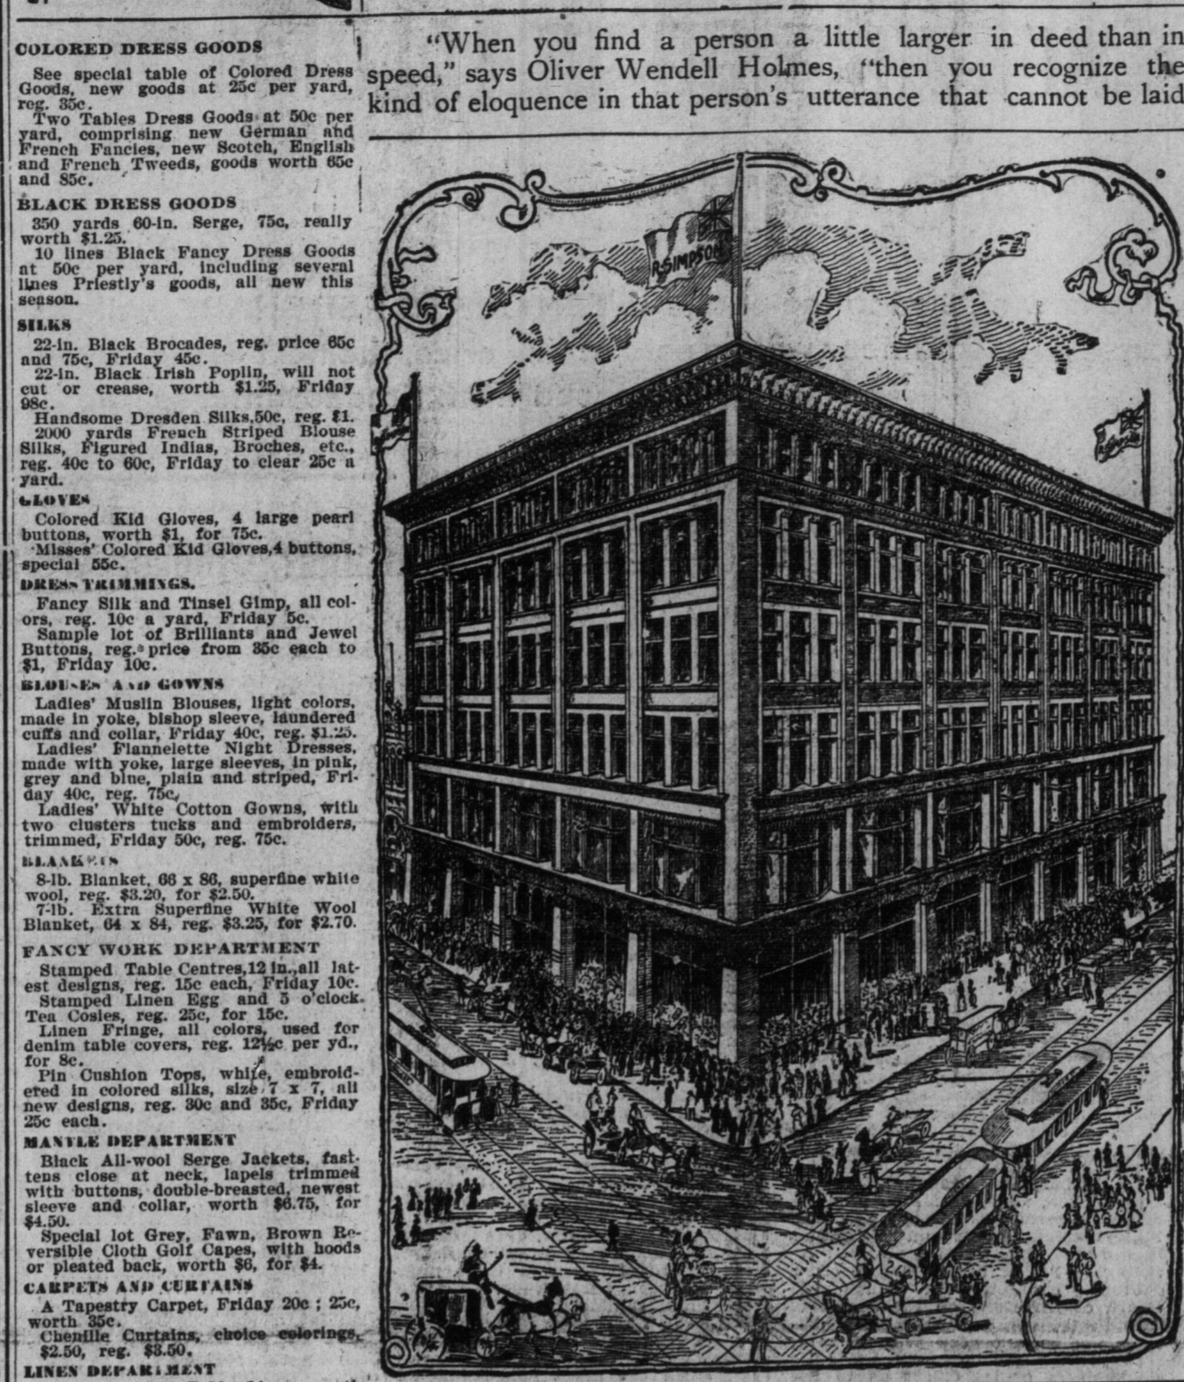 COLORED DRESS GOODS
See special table of Colored Dress
Goods, new goods at 25c per yard,
reg. 35c.
Two Tables Dress Goods at 50c per
yard, comprising new German and
French Fancies, new Scotch, English
and French Tweeds, goods worth 65c
and 85c.
BLACK DRESS GOODS
350 yards 60-in. Serge, 75c, really
worth $1.25.
10 lines Black Fancy Dress Goods
at 50c per yard, including several
lines Priestly's goods, all new this
season.
SILKS
22-in. Black Brocades, reg. price 65c
and 75c, Friday 45c.
22-in. Black Irish Poplin, will not
cut or crease, worth $1.25, Friday
98c.
Handsome Dresden Silks,50c, reg. $1.
2000 yards French Striped Blouse
Silks, Figured Indias, Broches, etc.,
reg. 40c to 60c, Friday to clear 25c a
yard.
GLOVES
Colored Kid Gloves, 4 large pearl
buttons, worth $1, for 75c.
Misses' Colored Kid Gloves,4 buttons,
special 55c.
DRESS TRIMMINGS.
Fancy Silk and Tinsel Gimp, all col-
ors, reg. 10c a yard, Friday 5c.
Sample lot of Brilliants and Jewel
Buttons, reg. price from 35c each to
$1, Friday 10c.
BLOUSES AND GOWNS
Ladies' Muslin Blouses, light colors,
made in yoke, bishop sleeve, laundered
cuffs and collar, Friday 40c, reg. $1.25.
Ladies' Flannelette Night Dresses,
made with yoke, large sleeves, in pink,
grey and blue, plain and striped, Fri-
day 40c, reg. 75c.
Ladies' White Cotton Gowns, with
two clusters tucks and embroiders,
trimmed, Friday 50c, reg. 75c.
BLANKETS
8-lb. Blanket, 66 x 86, superfine white
wool, reg. $3.20, for $2.50.
7-lb. Extra Superfine White Wool
Blanket, 64 x 84, reg. $3.25, for $2.70.
FANCY WORK DEPARTMENT
Stamped Table Centres,12 in.,all lat-
est designs, reg. 15c each, Friday 10c.
Stamped Linen Egg and 5 o'clock
Tea Cosies, reg. 25c, for 15c.
Linen Fringe, all colors, used for
denim table covers, reg. 12½c per yd.,
for 8c.
Pin Cushion Tops, white, embroid-
ered in colored silks, size 7 x 7, all
new designs, reg. 30c and 35c, Friday
25c each.
MANTLE DEPARTMENT
Black All-wool Serge Jackets, fast-
tens close at neck, lapels trimmed
with buttons, double-breasted, newest
sleeve and collar, worth $6.75, for
$4.50.
Special lot Grey, Fawn, Brown Re-
versible Cloth Golf Capes, with hoods
or pleated back, worth $6, for $4.
CARPETS AND CURTAINS
A Tapestry Carpet, Friday 20c ; 25c,
worth 35c.
Chenille Curtains, choice colorings,
$2.50, reg. $3.50.
LINEN DEPARTMENT
"When you find a person a little larger in deed than in
speed," says Oliver Wendell Holmes, "then you recognize the
kind of eloquence in that person's utterance that cannot be laid
R. SIMPSON